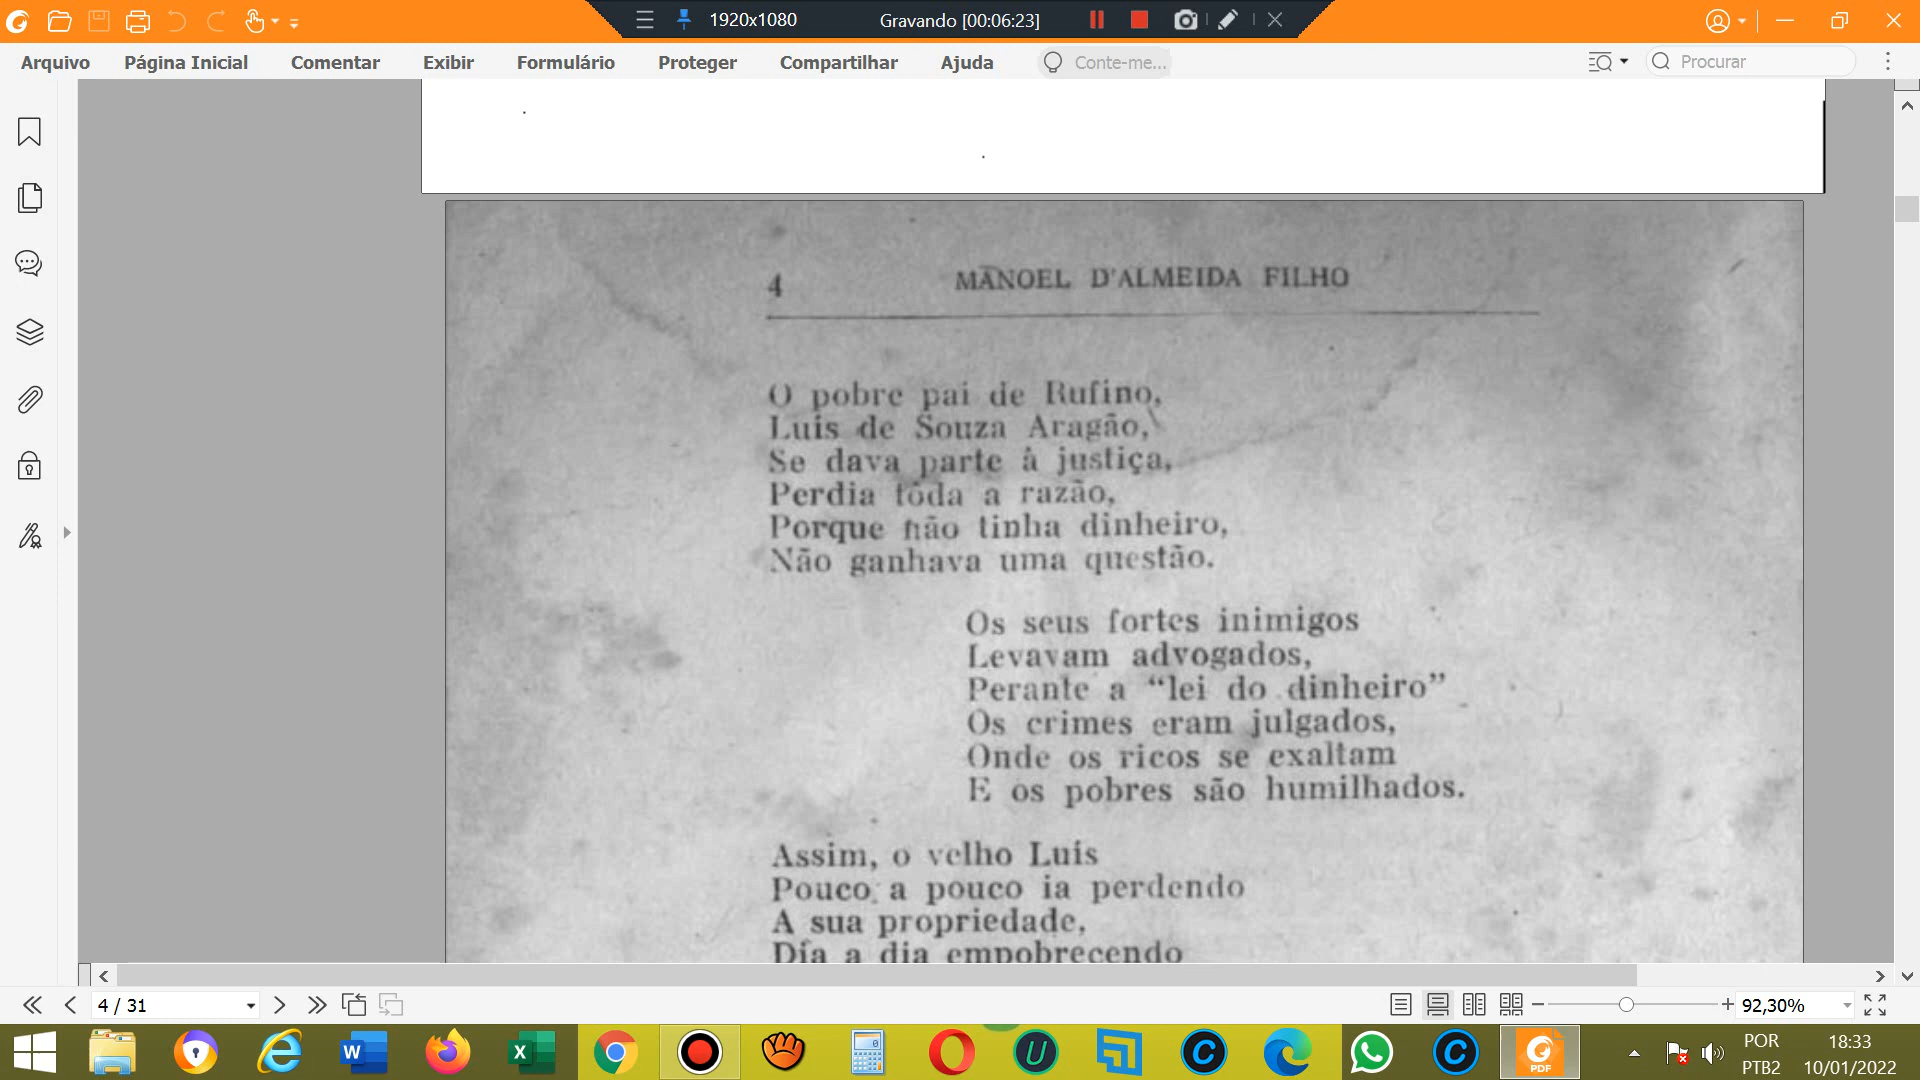 1920x1080
Gravando [00:06:23]
Arquivo Página Inicial Comentar Exibir Formulário Proteger Compartilhar Ajuda Conte-me... Procurar
4 MANOEL D'ALMEIDA FILHO
O pobre pai de Rufino,
Luis de Souza Aragão,
Se dava parte à justiça,
Perdia tôda a razão,
Porque não tinha dinheiro,
Não ganhava uma questão.
Os seus fortes inimigos
Levavam advogados,
Perante a “lei do dinheiro”
Os crimes eram julgados,
Onde os ricos se exaltam
E os pobres são humilhados.
Assim, o velho Luis
Pouco a pouco ia perdendo
A sua propriedade,
Dia a dia empobrecendo
4 / 31
92,30%
POR
PTB2
18:33
10/01/2022
PDF